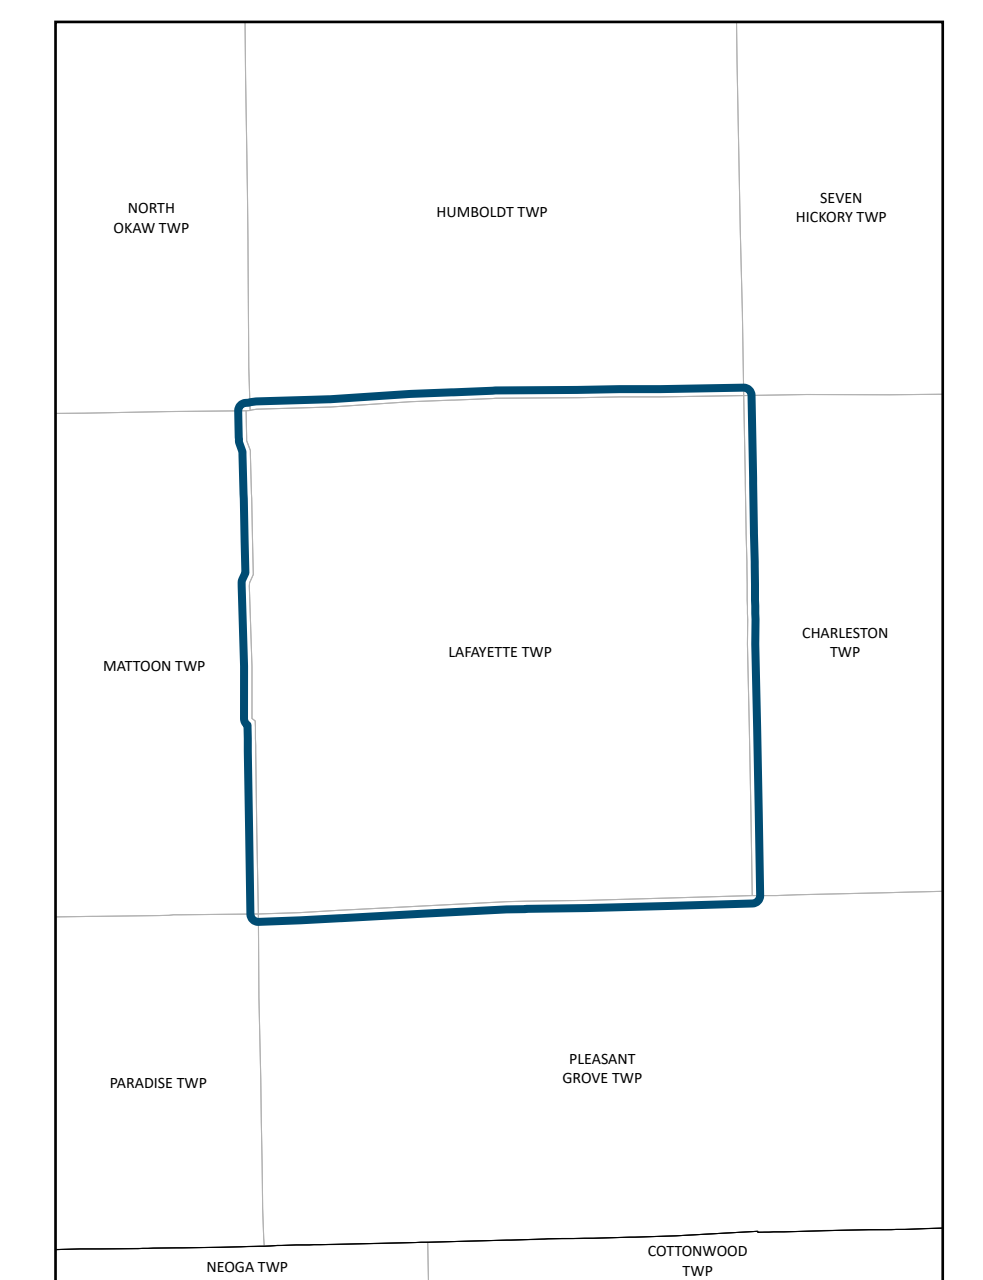 NORTH
OKAW TWP
HUMBOLDT TWP
SEVEN
HICKORY TWP
MATTOON TWP
LAFAYETTE TWP
CHARLESTON
TWP
PARADISE TWP
PLEASANT
GROVE TWP
NEOGA TWP
COTTONWOOD
TWP